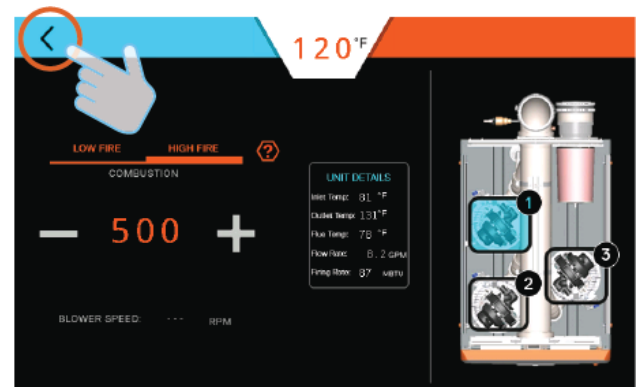 120°F
LOW FIRE HIGH FIRE ?
COMBUSTION
500
BLOWER SPEED: --- RPM
UNIT DETAILS
Inlet Temp: 81 °F
Outlet Temp: 131°F
Flue Temp: 78 °F
Flow Rate: 8.2 GPM
Firing Rate: 87 MBTU
1
2
3